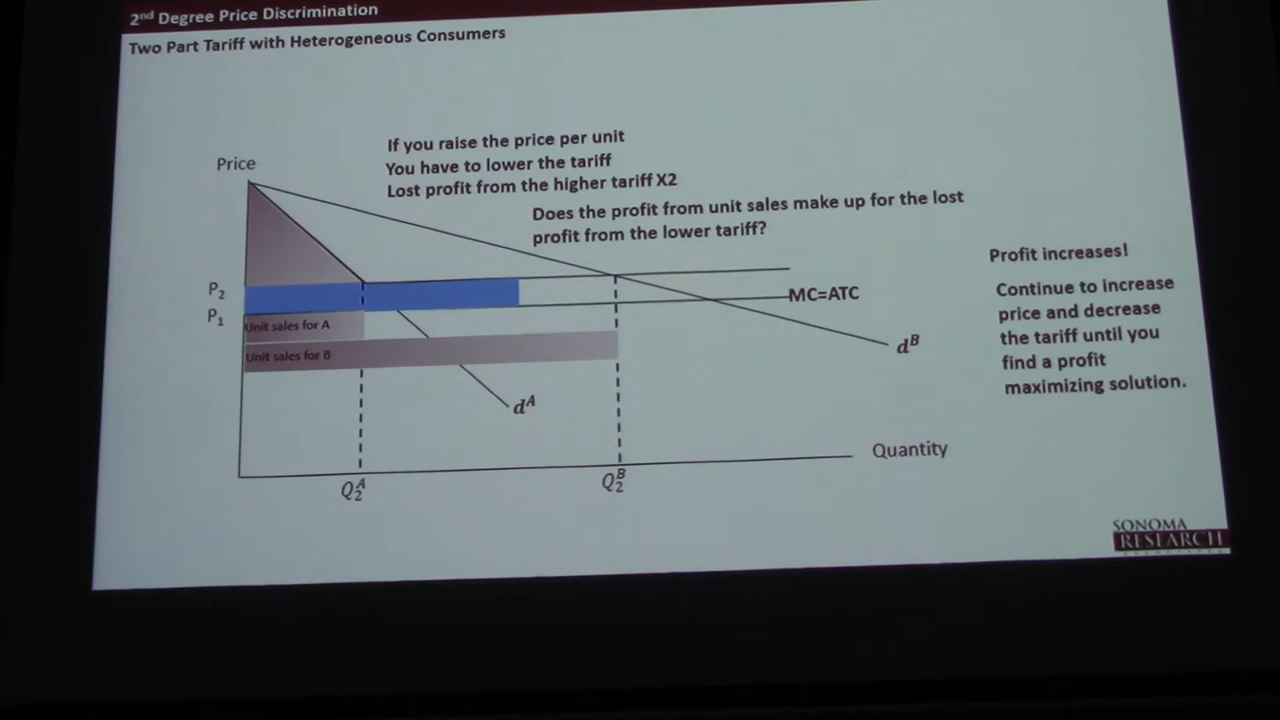 2nd Degree Price Discrimination
Two Part Tariff with Heterogeneous Consumers
If you raise the price per unit
You have to lower the tariff
Lost profit from the higher tariff X2
Does the profit from unit sales make up for the lost
profit from the lower tariff?
Price
Profit increases!
Continue to increase
price and decrease
the tariff until you
find a profit
maximizing solution.
P2
P1
MC=ATC
Unit sales for A
Unit sales for B
dB
dA
Quantity
Q2A
Q2B
SONOMA
RESEARCH